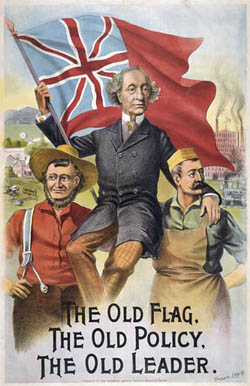 THE OLD FLAG.
THE OLD POLICY.
THE OLD LEADER.